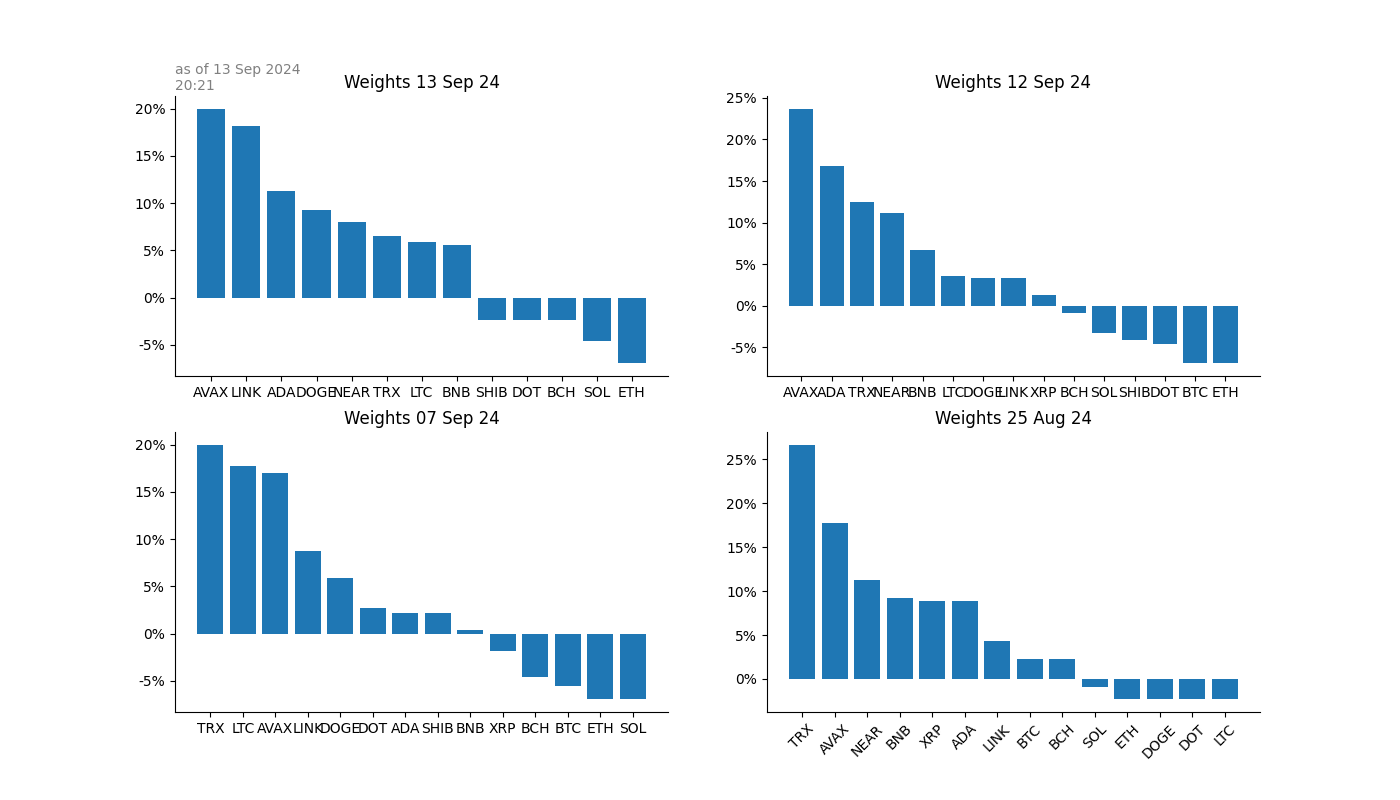 as of 13 Sep 2024
20:21
Weights 13 Sep 24
20%
15%
10%
5%
0%
-5%
AVAX LINK ADA DOGE NEAR TRX LTC BNB SHIB DOT BCH SOL ETH
Weights 12 Sep 24
25%
20%
15%
10%
5%
0%
-5%
AVAX ADA TRX NEAR BNB LTC DOGE LINK XRP BCH SOL SHIB DOT BTC ETH
Weights 07 Sep 24
20%
15%
10%
5%
0%
-5%
TRX LTC AVAX LINK DOGE DOT ADA SHIB BNB XRP BCH BTC ETH SOL
Weights 25 Aug 24
25%
20%
15%
10%
5%
0%
TRX AVAX NEAR BNB XRP ADA LINK BTC BCH SOL ETH DOGE DOT LTC